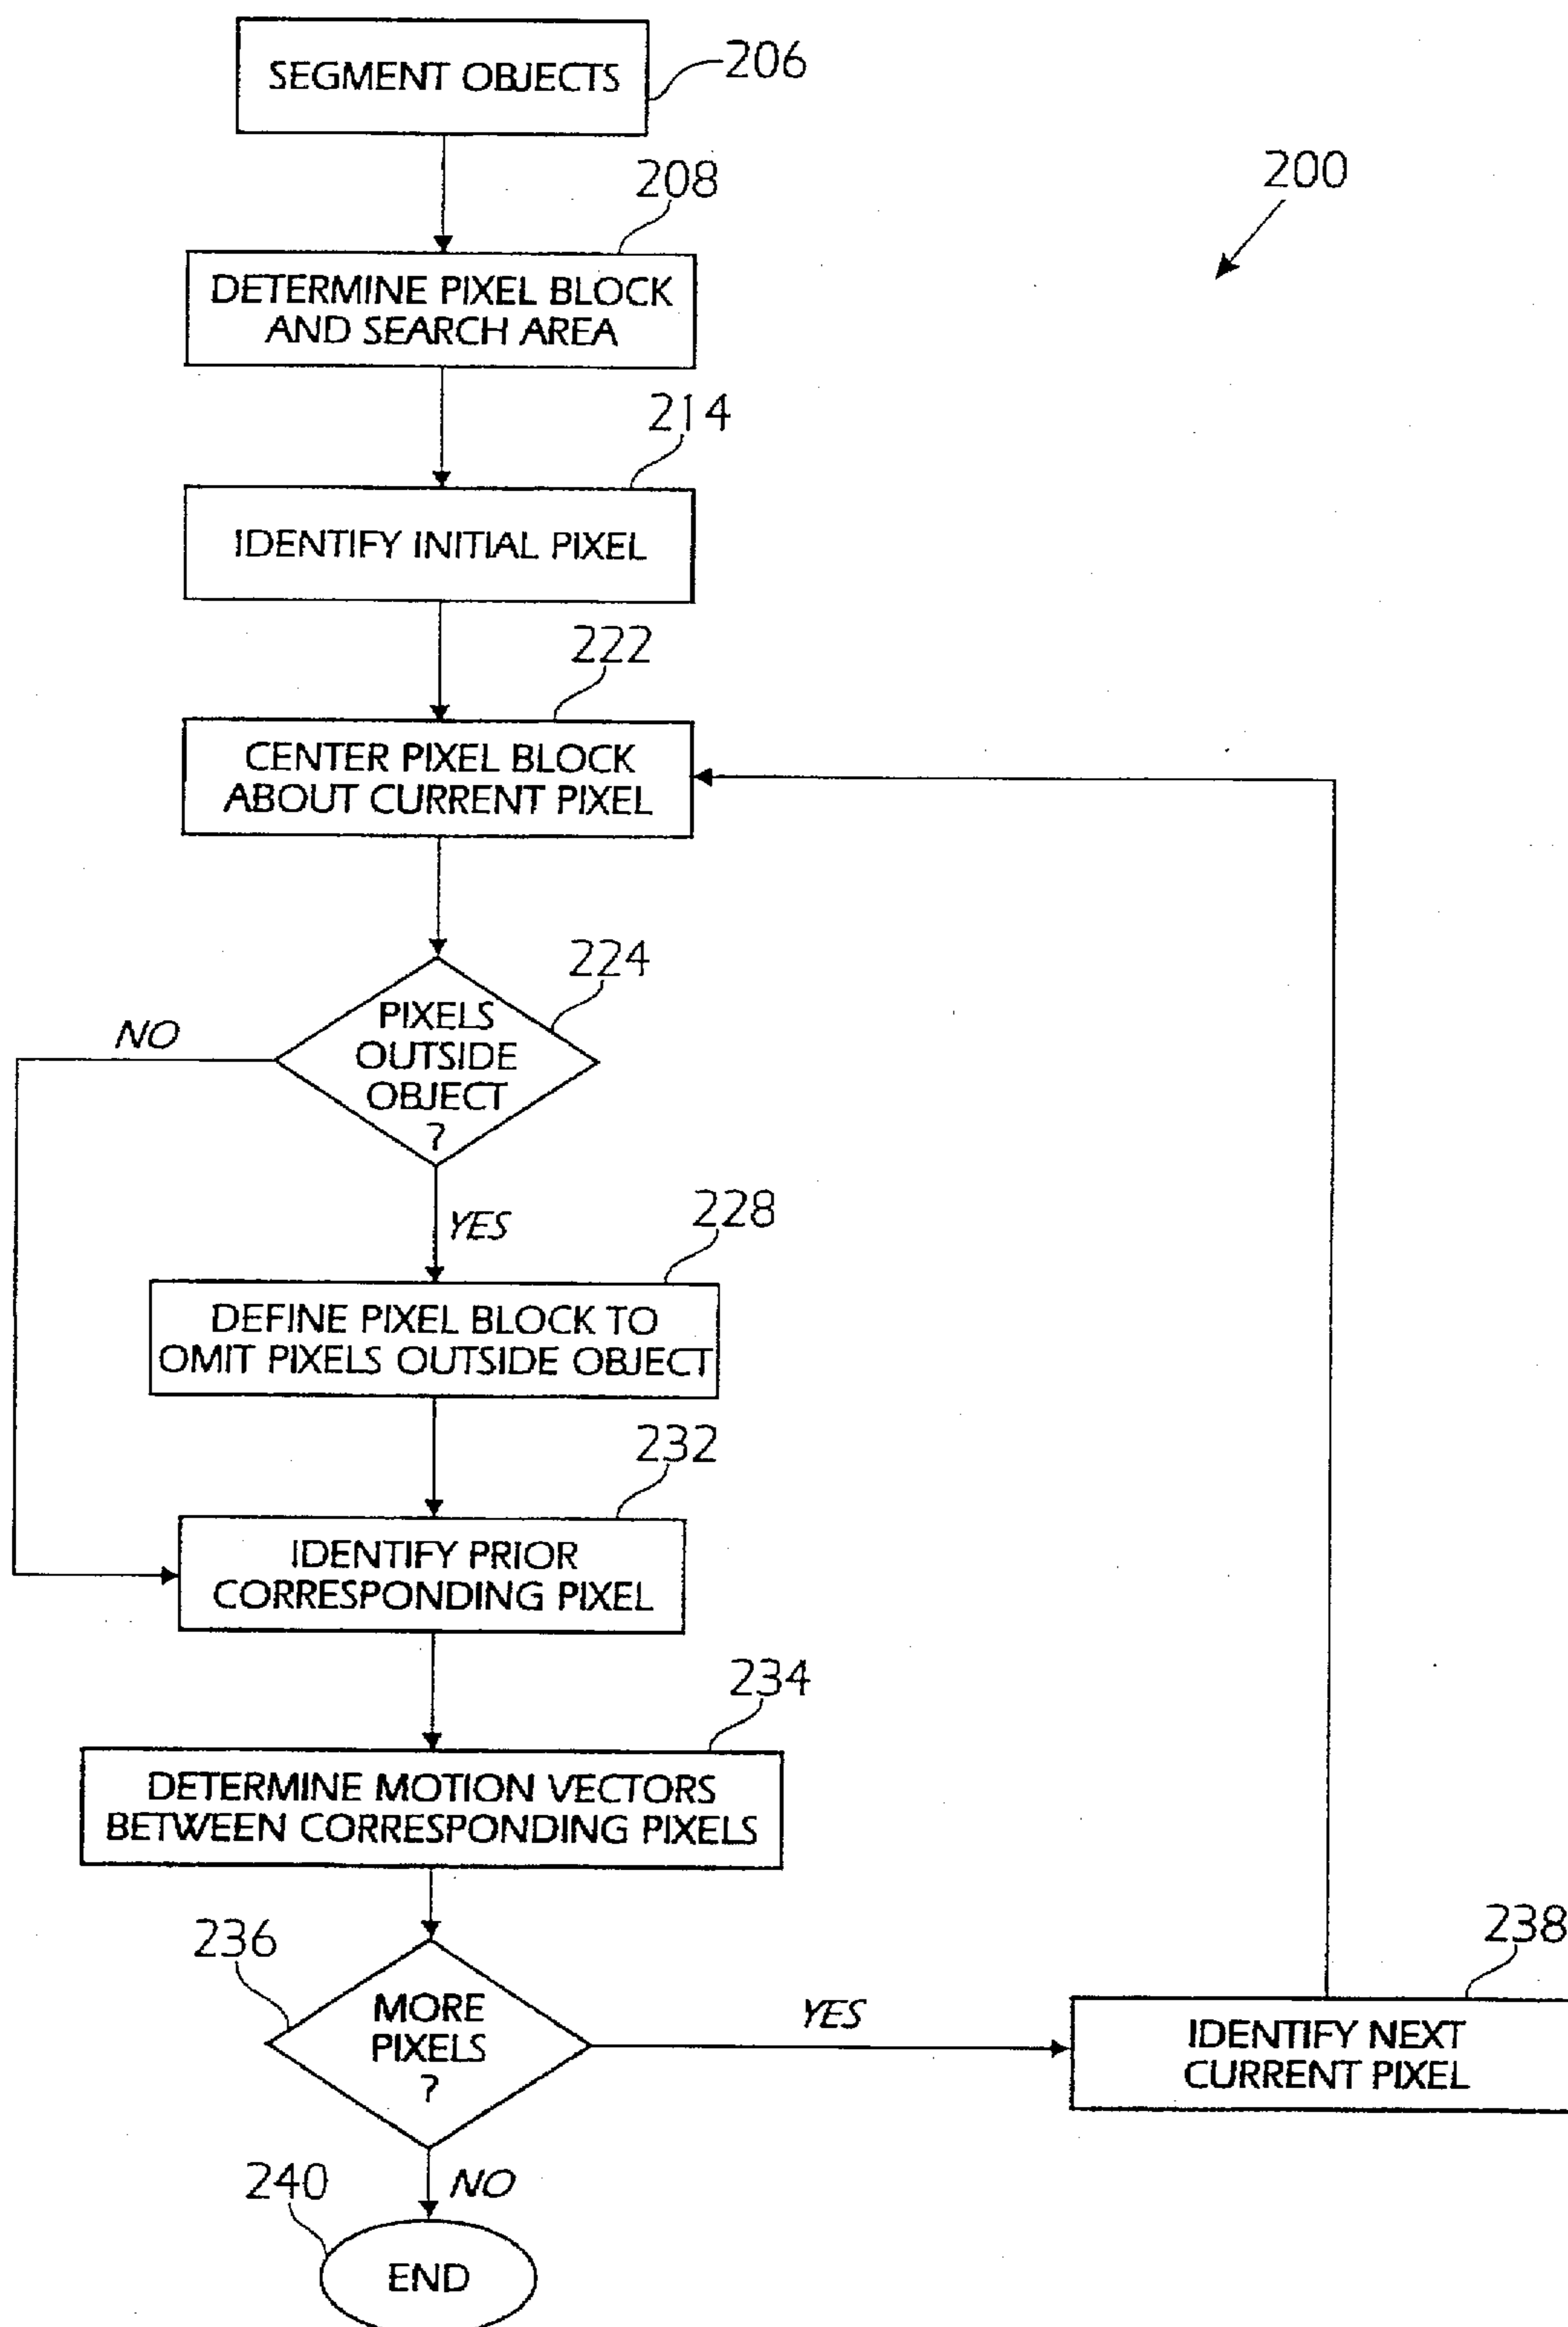 SEGMENT OBJECTS
206
200
208
DETERMINE PIXEL BLOCK
AND SEARCH AREA
214
IDENTIFY INITIAL PIXEL
222
CENTER PIXEL BLOCK
ABOUT CURRENT PIXEL
224
PIXELS
OUTSIDE
OBJECT
?
NO
YES
228
DEFINE PIXEL BLOCK TO
OMIT PIXELS OUTSIDE OBJECT
232
IDENTIFY PRIOR
CORRESPONDING PIXEL
234
DETERMINE MOTION VECTORS
BETWEEN CORRESPONDING PIXELS
236
MORE
PIXELS
?
YES
238
IDENTIFY NEXT
CURRENT PIXEL
NO
240
END